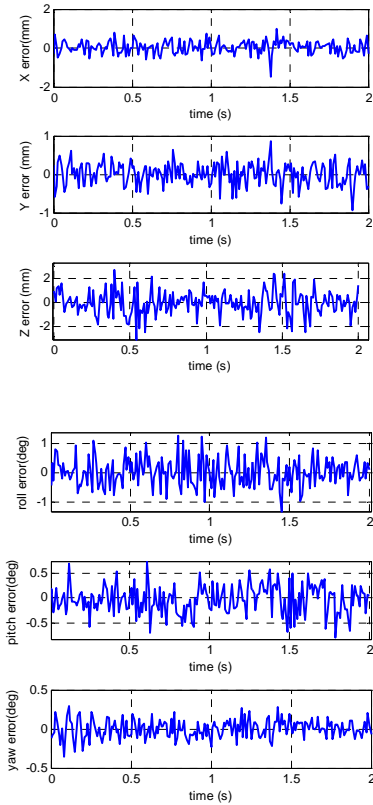 2
0
-2
X error(mm)
0 0.5 1 1.5 2
time (s)
1
0
-1
Y error (mm)
0 0.5 1 1.5 2
time (s)
2
0
-2
Z error (mm)
0 0.5 1 1.5 2
time (s)
1
0
-1
roll error(deg)
0.5 1 1.5 2
time (s)
0.5
0
-0.5
pitch error(deg)
0.5 1 1.5 2
time (s)
0.5
0
-0.5
yaw error(deg)
0 0.5 1 1.5 2
time (s)